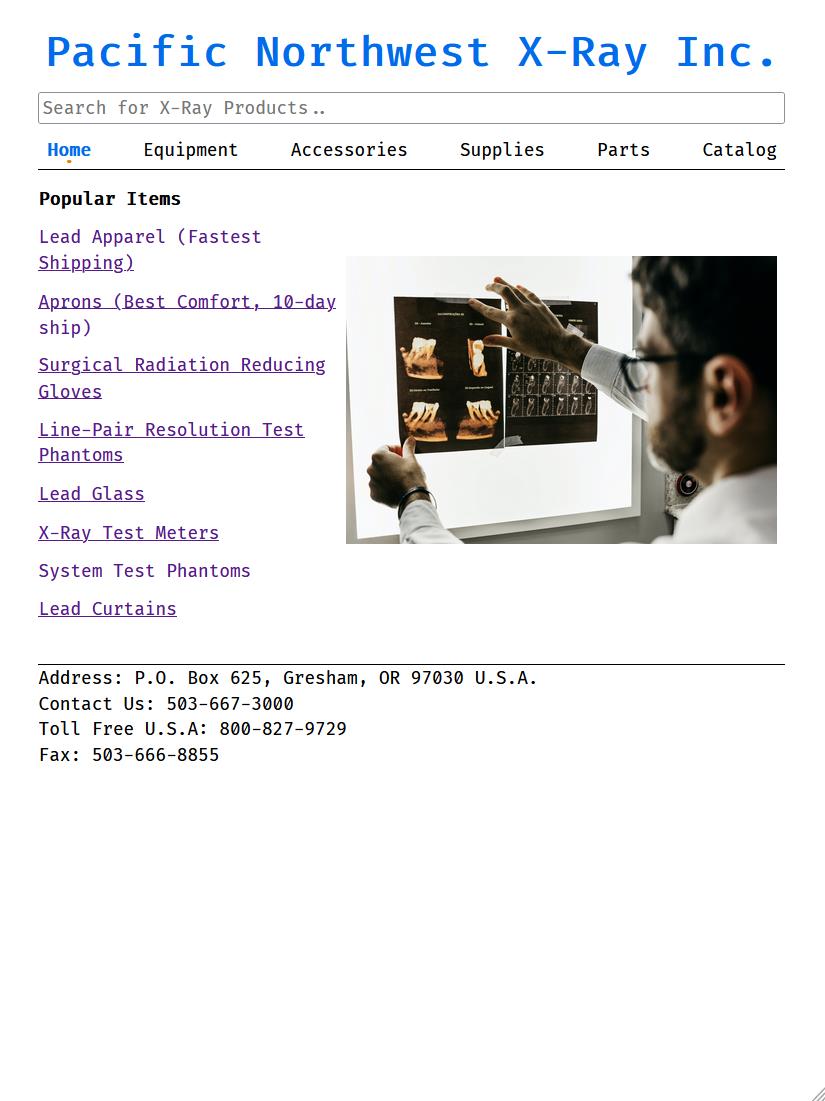 Pacific Northwest X-Ray Inc.
Search for X-Ray Products..
Home Equipment Accessories Supplies Parts Catalog
Popular Items
Lead Apparel (Fastest
Shipping)
Aprons (Best Comfort, 10-day
ship)
Surgical Radiation Reducing
Gloves
Line-Pair Resolution Test
Phantoms
Lead Glass
X-Ray Test Meters
System Test Phantoms
Lead Curtains
Address: P.O. Box 625, Gresham, OR 97030 U.S.A.
Contact Us: 503-667-3000
Toll Free U.S.A: 800-827-9729
Fax: 503-666-8855